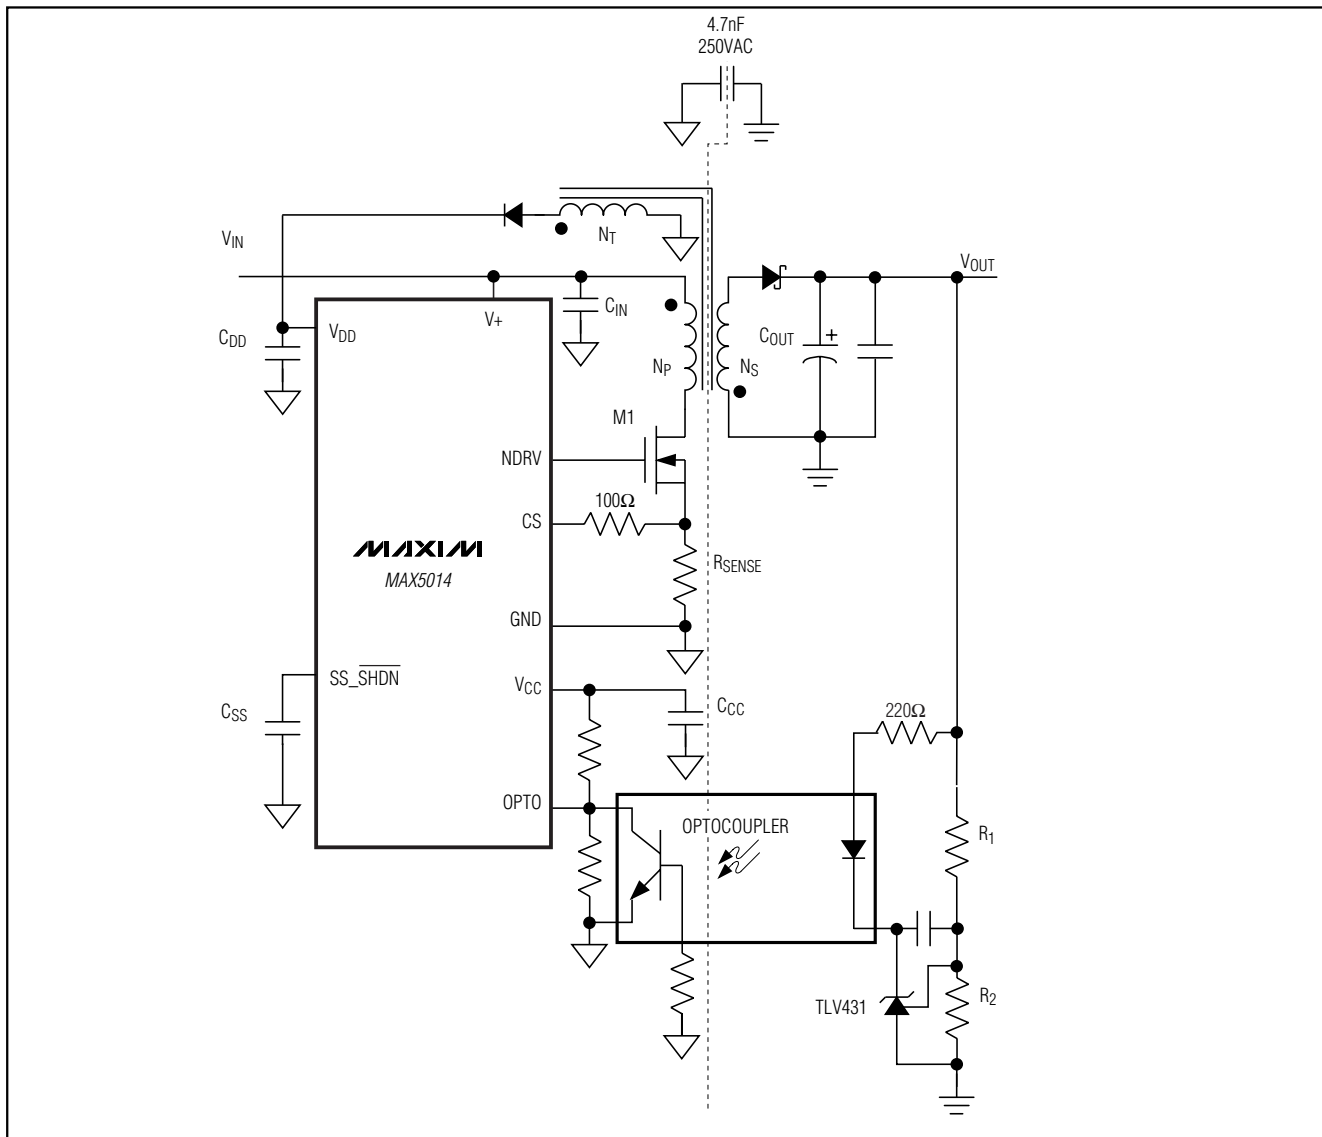 4.7nF
250VAC
NT
VIN
VOUT
V+
CIN
CDD
VDD
COUT
NP
NS
M1
NDRV
100Ω
CS
RSENSE
MAXIM
MAX5014
GND
SS_SHDN
VCC
CSS
CCC
220Ω
OPTO
OPTOCOUPLER
R1
TLV431
R2
+